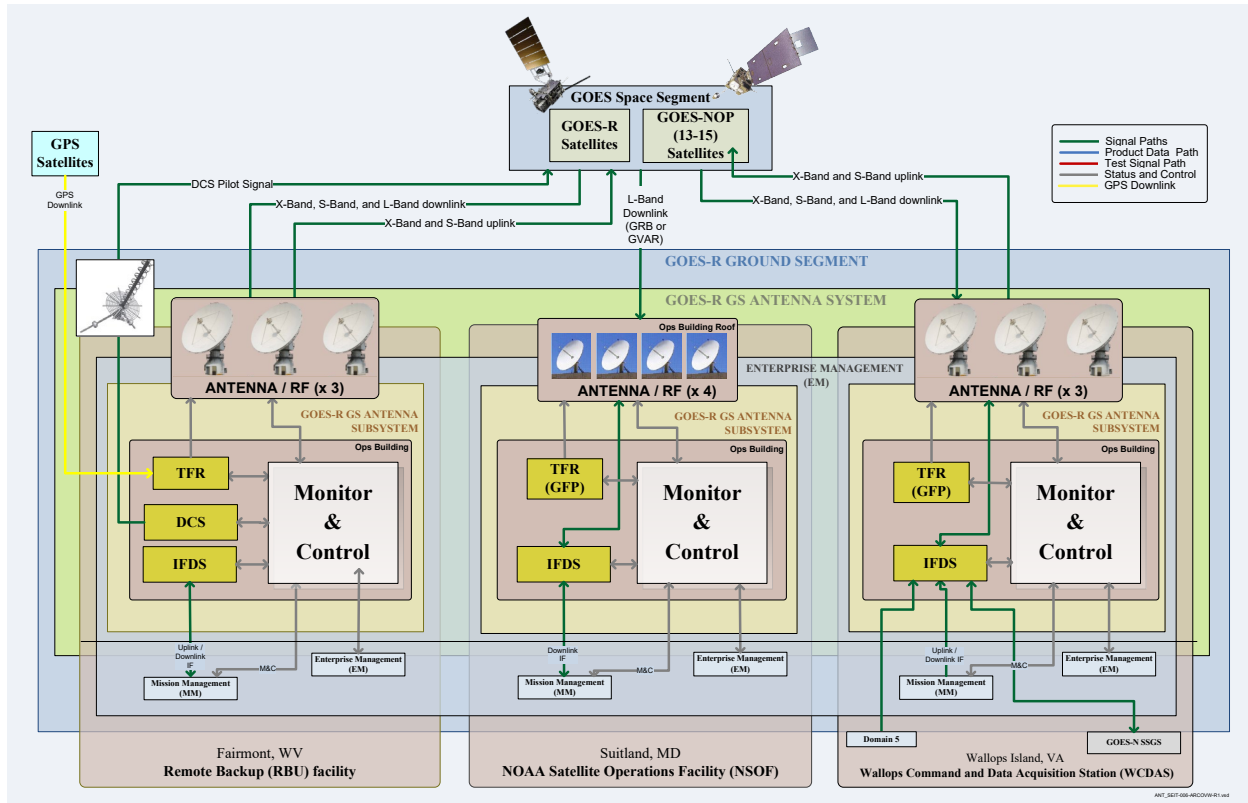 GOES Space Segment
GOES-R
Satellites
GOES-NOP
(13-15)
Satellites
GPS
Satellites
Signal Paths
Product Data Path
Test Signal Path
Status and Control
GPS Downlink
GPS
Downlink
DCS Pilot Signal
X-Band, S-Band, and L-Band downlink
X-Band and S-Band uplink
L-Band
Downlink
(GRB or
GVAR)
X-Band and S-Band uplink
X-Band, S-Band, and L-Band downlink
GOES-R GROUND SEGMENT
GOES-R GS ANTENNA SYSTEM
ANTENNA / RF (x 3)
Ops Building Roof
ANTENNA / RF (x 4)
ENTERPRISE MANAGEMENT
(EM)
ANTENNA / RF (x 3)
GOES-R GS ANTENNA
SUBSYSTEM
Ops Building
TFR
DCS
IFDS
Monitor
&
Control
Uplink /
Downlink
IF
M&C
Mission Management
(MM)
Enterprise Management
(EM)
GOES-R GS ANTENNA
SUBSYSTEM
Ops Building
TFR
(GFP)
IFDS
Monitor
&
Control
Downlink
IF
M&C
Mission Management
(MM)
Enterprise Management
(EM)
GOES-R GS ANTENNA
SUBSYSTEM
Ops Building
TFR
(GFP)
IFDS
Monitor
&
Control
Uplink /
Downlink IF
M&C
Mission Management
(MM)
Enterprise Management
(EM)
Domain 5
GOES-N SSGS
Fairmont, WV
Remote Backup (RBU) facility
Suitland, MD
NOAA Satellite Operations Facility (NSOF)
Wallops Island, VA
Wallops Command and Data Acquisition Station (WCDAS)
ANT_SEIT-006-ARCOVW-R1.vsd